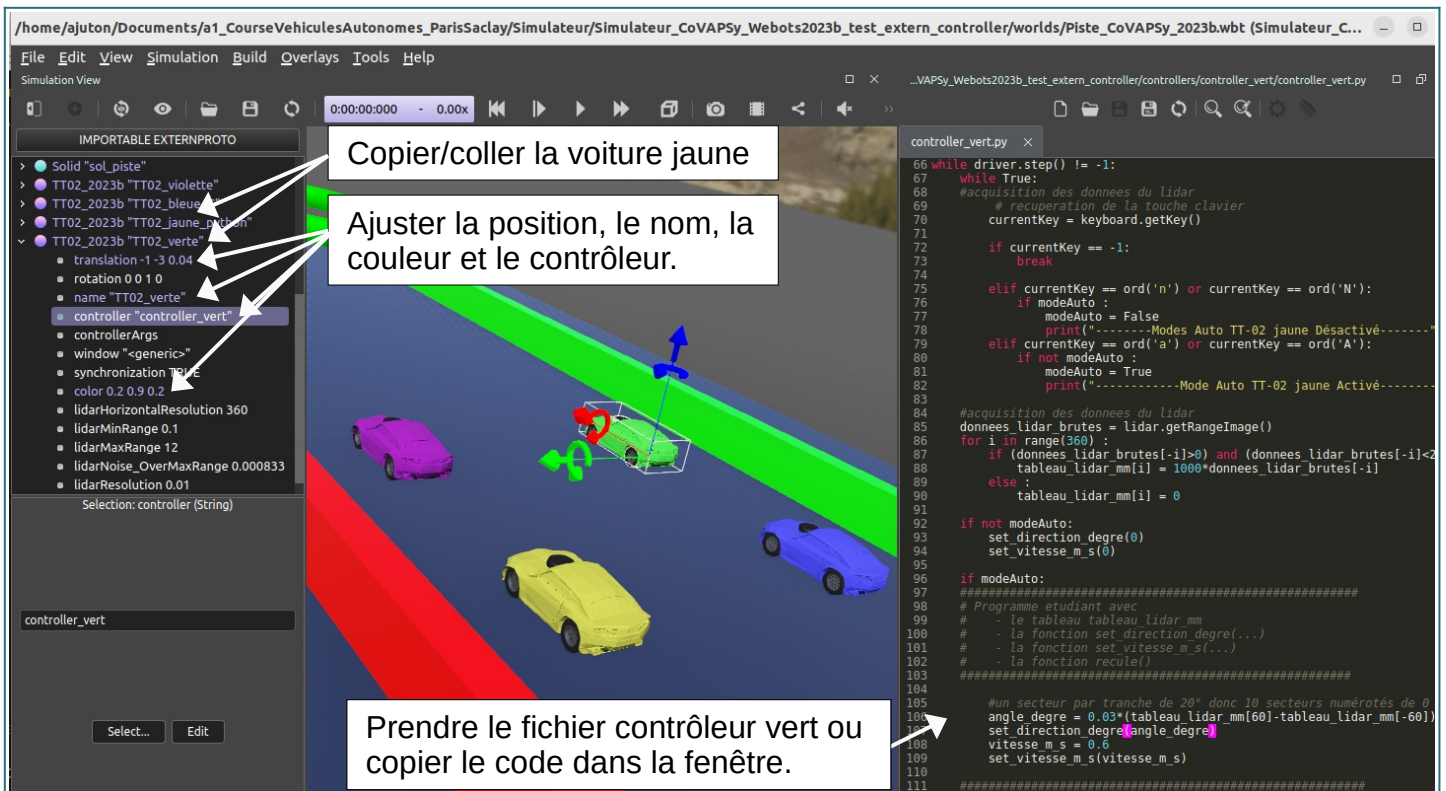 /home/ajuton/Documents/a1_CourseVehiculesAutonomes_ParisSaclay/Simulateur/Simulateur_CoVAPSy_Webots2023b_test_extern_controller/worlds/Piste_CoVAPSy_2023b.wbt (Simulateur_C...
File Edit View Simulation Build Overlays Tools Help
Simulation View
0:00:00:000 - 0.00x
IMPORTABLE EXTERNPROTO
Solid "sol_piste"
TT02_2023b "TT02_violette"
TT02_2023b "TT02_bleue
TT02_2023b "TT02_jaune_python"
TT02_2023b "TT02_verte"
translation -1 -3 0.04
rotation 0 0 1 0
name "TT02_verte"
controller "controller_vert"
controllerArgs
window "<generic>"
synchronization TRUE
color 0.2 0.9 0.2
lidarHorizontalResolution 360
lidarMinRange 0.1
lidarMaxRange 12
lidarNoise_OverMaxRange 0.000833
lidarResolution 0.01
Selection: controller (String)
controller_vert
Select... Edit
Copier/coller la voiture jaune
Ajuster la position, le nom, la
couleur et le contrôleur.
Prendre le fichier contrôleur vert ou
copier le code dans la fenêtre.
...VAPSy_Webots2023b_test_extern_controller/controllers/controller_vert/controller_vert.py
controller_vert.py
66 while driver.step() != -1:
67 while True:
68 #acquisition des donnees du lidar
69 # recuperation de la touche clavier
70 currentKey = keyboard.getKey()
71
72 if currentKey == -1:
73 break
74
75 elif currentKey == ord('n') or currentKey == ord('N'):
76 if modeAuto :
77 modeAuto = False
78 print("--------Modes Auto TT-02 jaune Désactivé-------"
79 elif currentKey == ord('a') or currentKey == ord('A'):
80 if not modeAuto :
81 modeAuto = True
82 print("------------Mode Auto TT-02 jaune Activé--------
83
84 #acquisition des donnees du lidar
85 donnees_lidar_brutes = lidar.getRangeImage()
86 for i in range(360) :
87 if (donnees_lidar_brutes[-i]>0) and (donnees_lidar_brutes[-i]<2
88 tableau_lidar_mm[i] = 1000*donnees_lidar_brutes[-i]
89 else :
90 tableau_lidar_mm[i] = 0
91
92 if not modeAuto:
93 set_direction_degre(0)
94 set_vitesse_m_s(0)
95
96 if modeAuto:
97 ########################################################
98 # Programme etudiant avec
99 # - le tableau tableau_lidar_mm
100 # - la fonction set_direction_degre(...)
101 # - la fonction set_vitesse_m_s(...)
102 # - la fonction recule()
103 #######################################################
104
105 #un secteur par tranche de 20° donc 10 secteurs numérotés de 0
106 angle_degre = 0.03*(tableau_lidar_mm[60]-tableau_lidar_mm[-60])
set_direction_degre(angle_degre)
108 vitesse_m_s = 0.6
109 set_vitesse_m_s(vitesse_m_s)
110
111 #########################################################